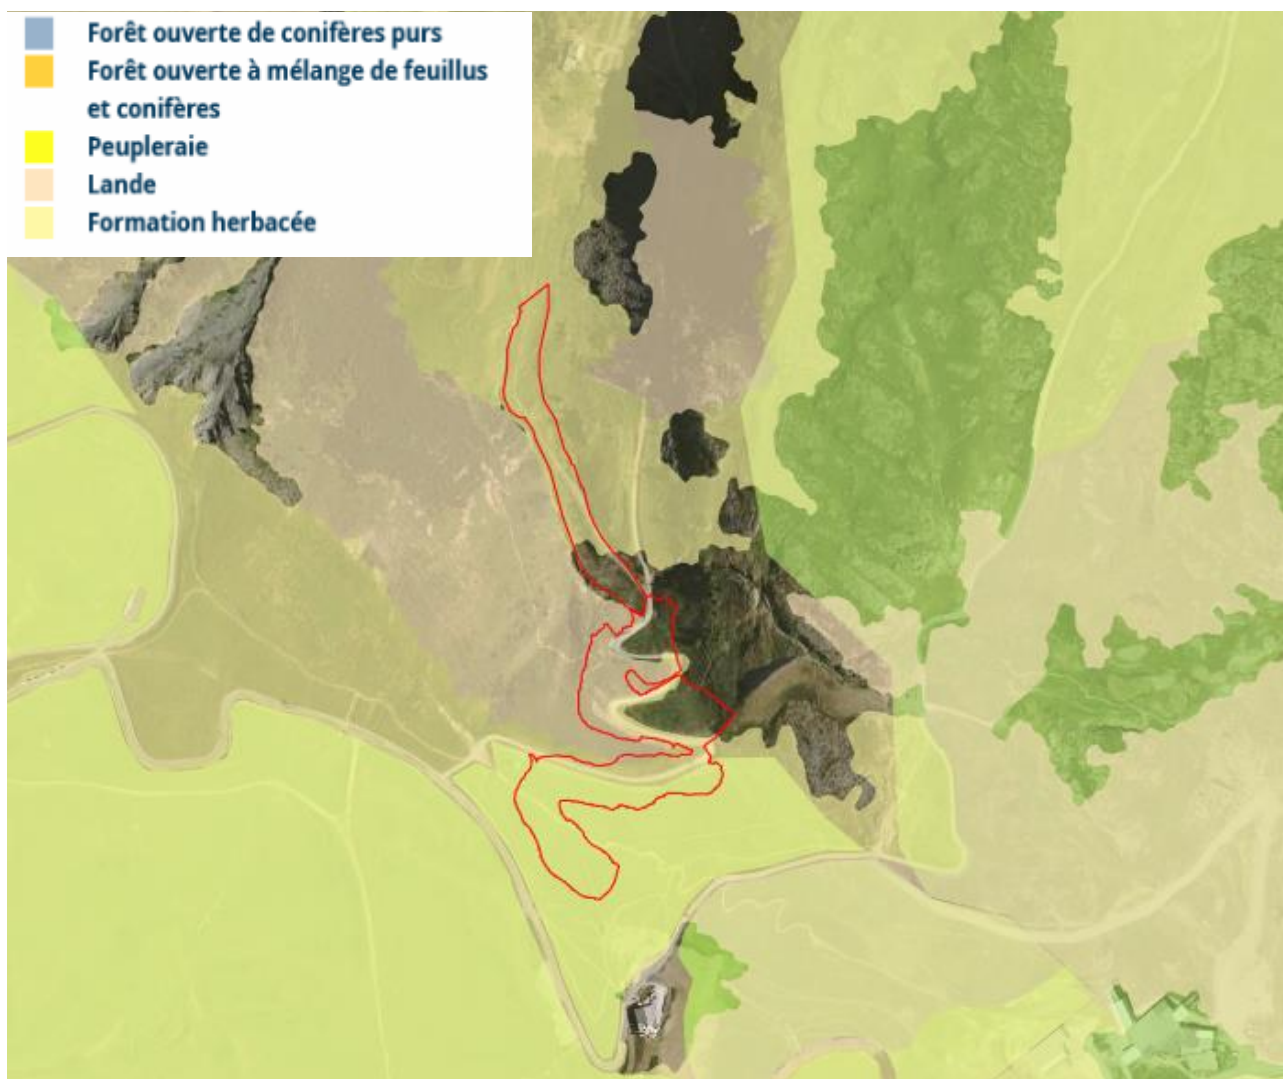 Forêt ouverte de conifères purs
Forêt ouverte à mélange de feuillus
et conifères
Peupleraie
Lande
Formation herbacée